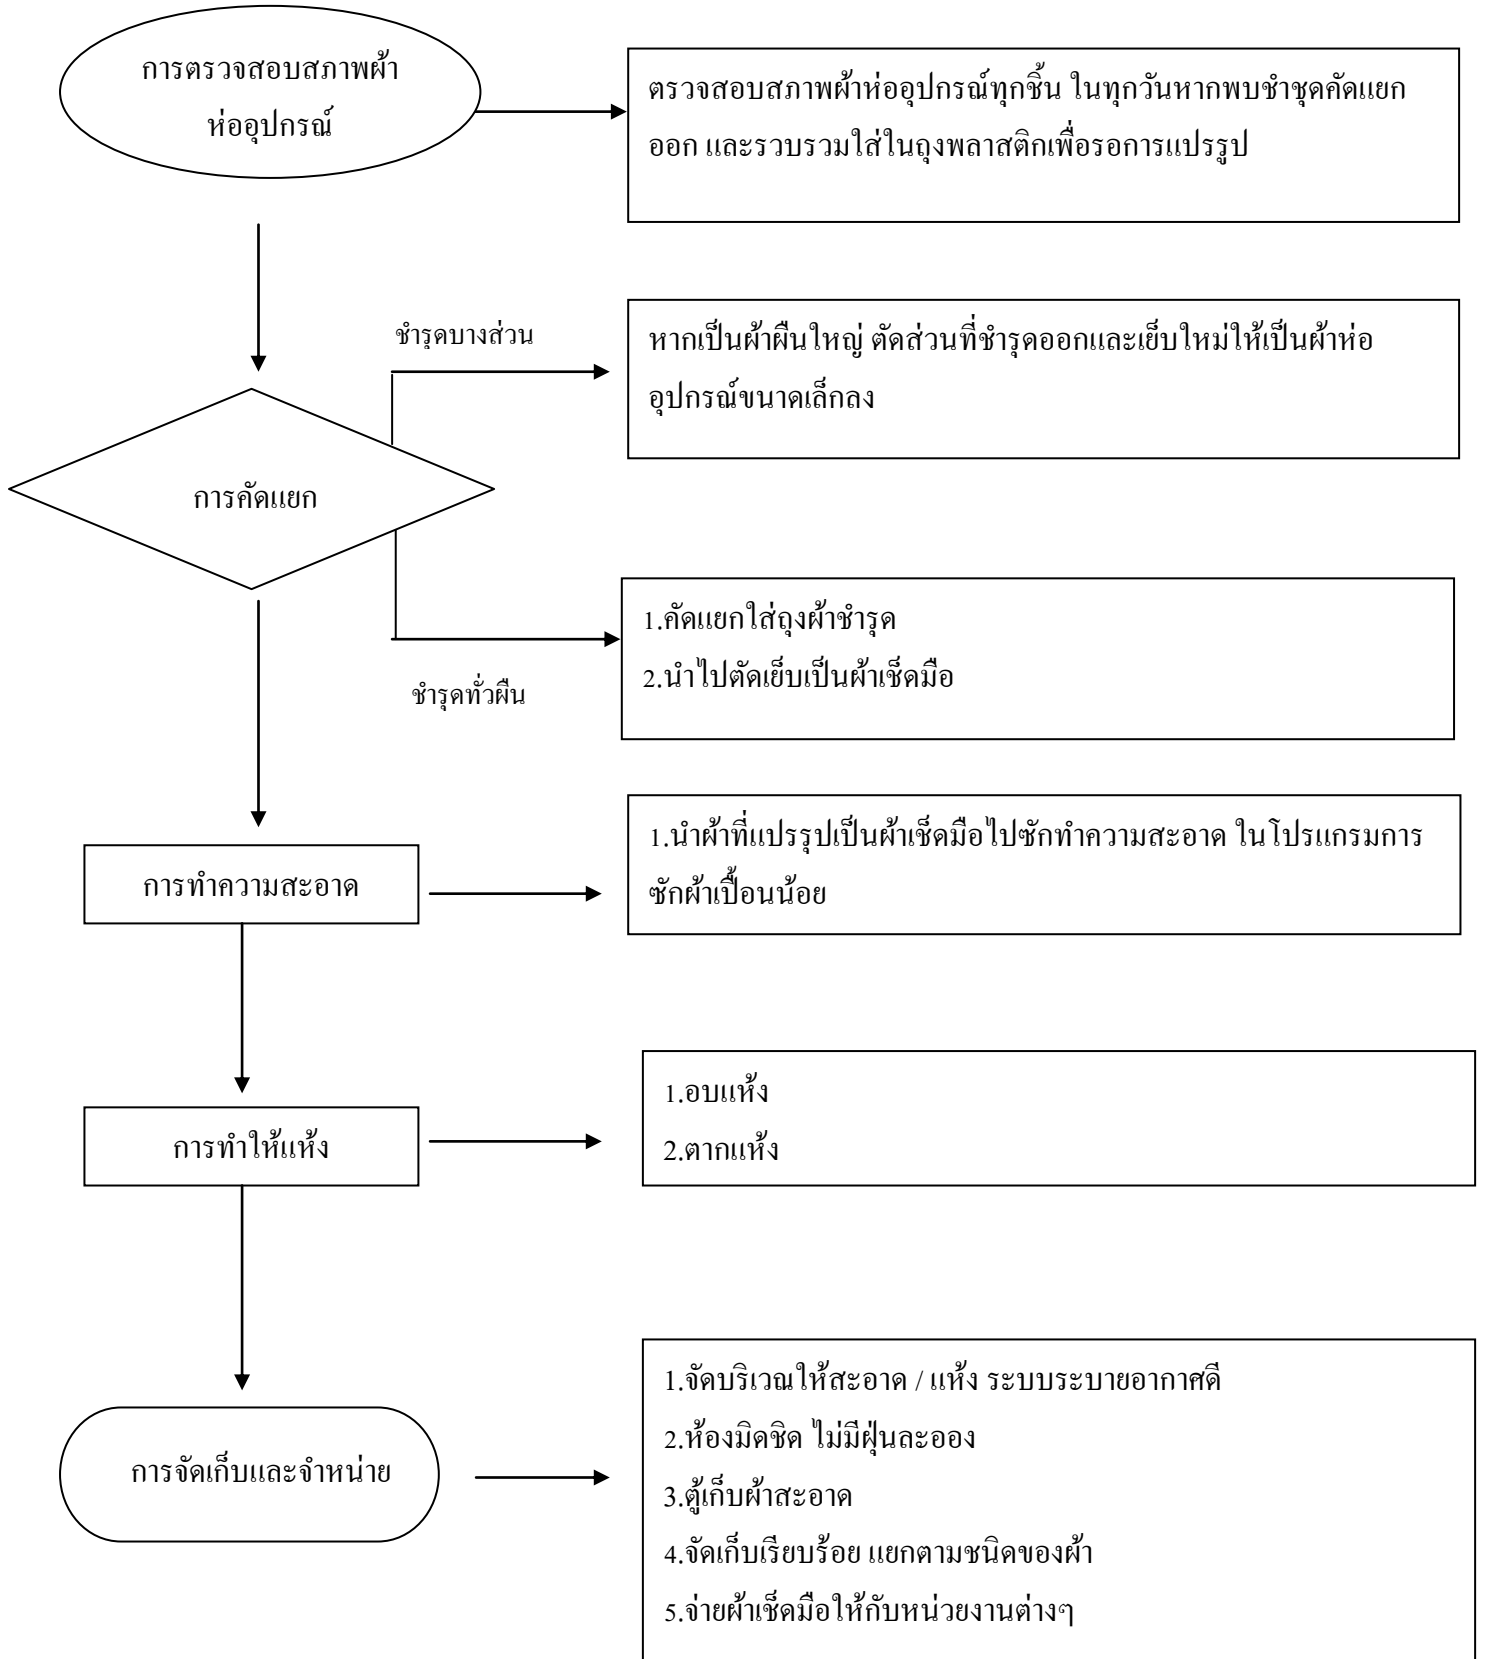 การตรวจสอบสภาพผ้า
ห่ออุปกรณ์
ตรวจสอบสภาพผ้าห่ออุปกรณ์ทุกชิ้น ในทุกวันหากพบชำชุดคัดแยก
ออก และรวบรวมใส่ในถุงพลาสติกเพื่อรอการแปรรูป
ชำรุดบางส่วน
หากเป็นผ้าผืนใหญ่ ตัดส่วนที่ชำรุดออกและเย็บใหม่ให้เป็นผ้าห่อ
อุปกรณ์ขนาดเล็กลง
การคัดแยก
1.คัดแยกใส่ถุงผ้าชำรุด
2.นำไปตัดเย็บเป็นผ้าเช็ดมือ
ชำรุดทั่วผืน
การทำความสะอาด
1.นำผ้าที่แปรรุปเป็นผ้าเช็ดมือไปซักทำความสะอาด ในโปรแกรมการ
ซักผ้าเปื้อนน้อย
การทำให้แห้ง
1.อบแห้ง
2.ตากแห้ง
การจัดเก็บและจำหน่าย
1.จัดบริเวณให้สะอาด / แห้ง ระบบระบายอากาศดี
2.ห้องมิดชิด ไม่มีฝุ่นละออง
3.ตู้เก็บผ้าสะอาด
4.จัดเก็บเรียบร้อย แยกตามชนิดของผ้า
5.จ่ายผ้าเช็ดมือให้กับหน่วยงานต่างๆ